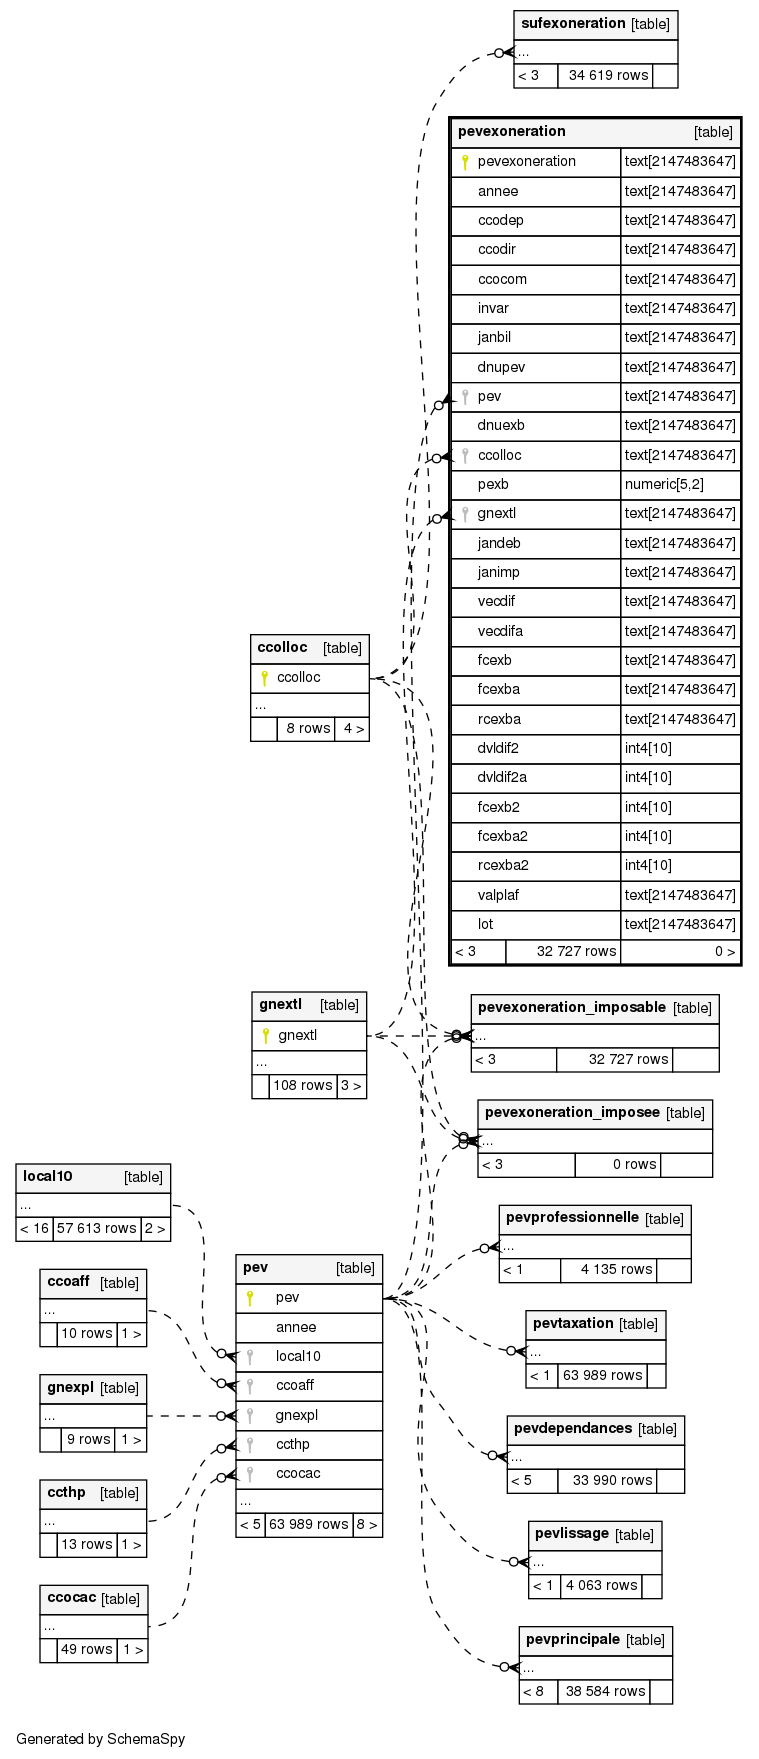 sufexoneration [table]
...
< 3 34 619 rows
pevexoneration [table]
pevexoneration text[2147483647]
annee text[2147483647]
ccodep text[2147483647]
ccodir text[2147483647]
ccocom text[2147483647]
invar text[2147483647]
janbil text[2147483647]
dnupev text[2147483647]
pev text[2147483647]
dnuexb text[2147483647]
ccolloc text[2147483647]
pexb numeric[5,2]
gnextl text[2147483647]
jandeb text[2147483647]
janimp text[2147483647]
vecdif text[2147483647]
vecdifa text[2147483647]
fcexb text[2147483647]
fcexba text[2147483647]
rcexba text[2147483647]
dvldif2 int4[10]
dvldif2a int4[10]
fcexb2 int4[10]
fcexba2 int4[10]
rcexba2 int4[10]
valplaf text[2147483647]
lot text[2147483647]
< 3 32 727 rows 0 >
ccolloc [table]
ccolloc
...
8 rows 4 >
gnextl [table]
gnextl
...
108 rows 3 >
pevexoneration_imposable [table]
...
< 3 32 727 rows
pevexoneration_imposee [table]
...
< 3 0 rows
local10 [table]
...
< 16 57 613 rows 2 >
ccoaff [table]
...
10 rows 1 >
gnexpl [table]
...
9 rows 1 >
ccthp [table]
...
13 rows 1 >
ccocac [table]
...
49 rows 1 >
pev [table]
pev
annee
local10
ccoaff
gnexpl
ccthp
ccocac
...
< 5 63 989 rows 8 >
pevprofessionnelle [table]
...
< 1 4 135 rows
pevtaxation [table]
...
< 1 63 989 rows
pevdependances [table]
...
< 5 33 990 rows
pevlissage [table]
...
< 1 4 063 rows
pevprincipale [table]
...
< 8 38 584 rows
Generated by SchemaSpy